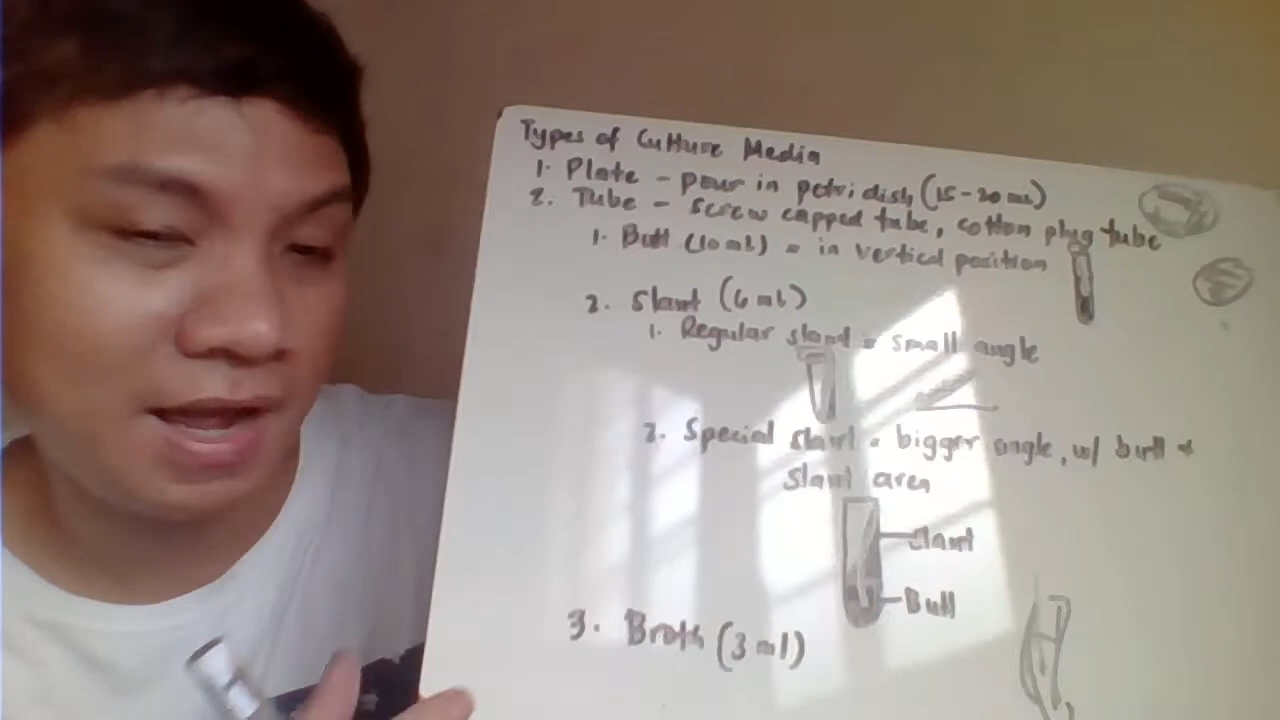 Types of Culture Media
1. Plate - pour in petri dish (15-20 mL)
2. Tube - screw capped tube, cotton plug tube
1. Butt (10 mL) = in vertical position
2. Slant (6 mL)
1. Regular slant = small angle
2. Special slant = bigger angle, w/ butt +
slant area
Slant
Butt
3. Broth (3 ml)